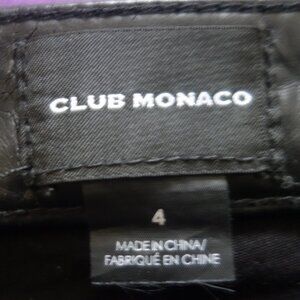 CLUB MONACO
4
MADE IN CHINA/
FABRIQUÉ EN CHINE